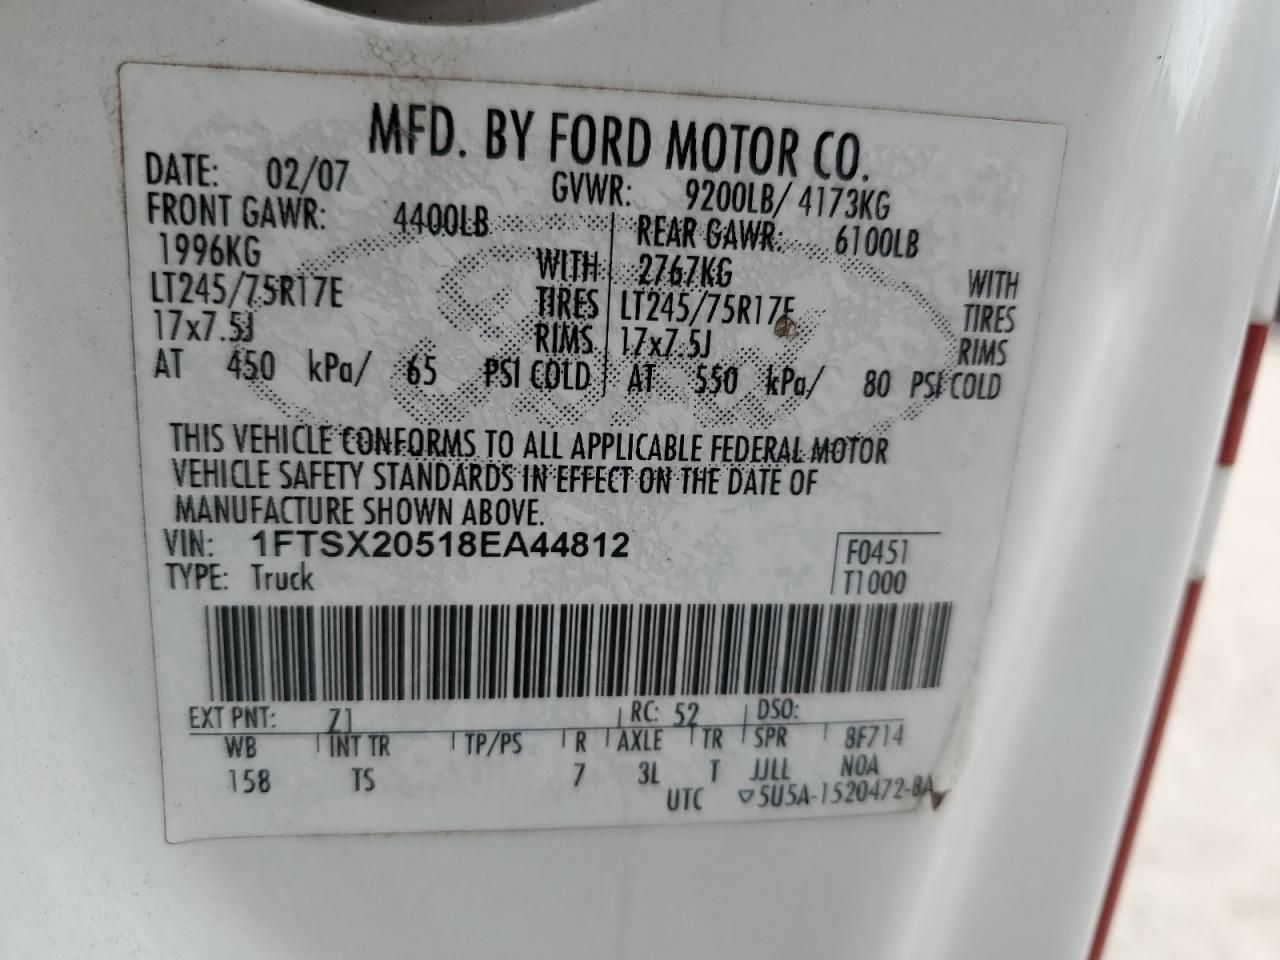 MFD. BY FORD MOTOR CO.
DATE: 02/07 GVWR: 9200LB/ 4173KG
FRONT GAWR: 4400LB REAR GAWR: 6100LB
1996KG WITH 2767KG WITH
LT245/75R17E TIRES LT245/75R17E TIRES
17x7.5J RIMS 17x7.5J RIMS
AT 450 kPa/ 65 PSI COLD AT 550 kPa/ 80 PSI COLD
THIS VEHICLE CONFORMS TO ALL APPLICABLE FEDERAL MOTOR
VEHICLE SAFETY STANDARDS IN EFFECT ON THE DATE OF
MANUFACTURE SHOWN ABOVE.
VIN: 1FTSX20518EA44812 F0451
TYPE: Truck T1000
EXT PNT: Z1 RC: 52 DSO:
WB INT TR TP/PS R AXLE TR SPR 8F714
158 TS 7 3L T JJLL NOA
UTC ▽5U5A-1520472-BA